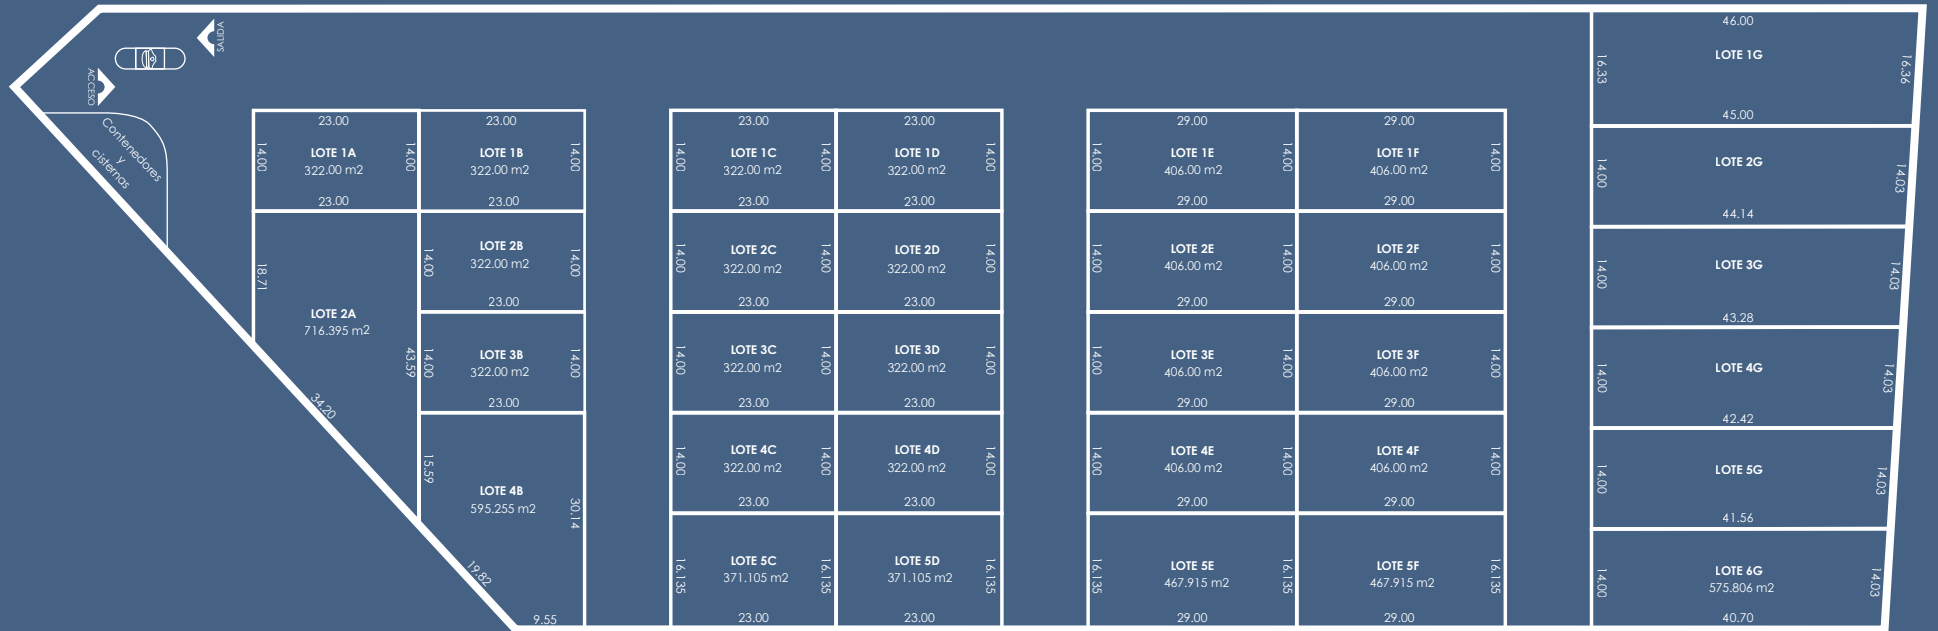 SALIDA
ACCESO
Contenedores
y
cisternas
23.00
14.00
LOTE 1A
322.00 m2
14.00
23.00
23.00
LOTE 1B
322.00 m2
14.00
23.00
18.71
LOTE 2A
716.395 m2
43.59
34.20
14.00
LOTE 2B
322.00 m2
14.00
23.00
14.00
LOTE 3B
322.00 m2
14.00
23.00
15.59
LOTE 4B
595.255 m2
30.14
19.82
9.55
23.00
14.00
LOTE 1C
322.00 m2
14.00
23.00
23.00
LOTE 1D
322.00 m2
14.00
23.00
14.00
LOTE 2C
322.00 m2
14.00
23.00
LOTE 2D
322.00 m2
14.00
23.00
14.00
LOTE 3C
322.00 m2
14.00
23.00
LOTE 3D
322.00 m2
14.00
23.00
14.00
LOTE 4C
322.00 m2
14.00
23.00
LOTE 4D
322.00 m2
14.00
23.00
16.135
LOTE 5C
371.105 m2
16.135
23.00
LOTE 5D
371.105 m2
16.135
23.00
29.00
14.00
LOTE 1E
406.00 m2
14.00
29.00
29.00
LOTE 1F
406.00 m2
14.00
29.00
14.00
LOTE 2E
406.00 m2
14.00
29.00
LOTE 2F
406.00 m2
14.00
29.00
14.00
LOTE 3E
406.00 m2
14.00
29.00
LOTE 3F
406.00 m2
14.00
29.00
14.00
LOTE 4E
406.00 m2
14.00
29.00
LOTE 4F
406.00 m2
14.00
29.00
16.135
LOTE 5E
467.915 m2
16.135
29.00
LOTE 5F
467.915 m2
16.135
29.00
46.00
16.33
LOTE 1G
16.36
45.00
14.00
LOTE 2G
14.03
44.14
14.00
LOTE 3G
14.03
43.28
14.00
LOTE 4G
14.03
42.42
14.00
LOTE 5G
14.03
41.56
14.00
LOTE 6G
575.806 m2
14.03
40.70